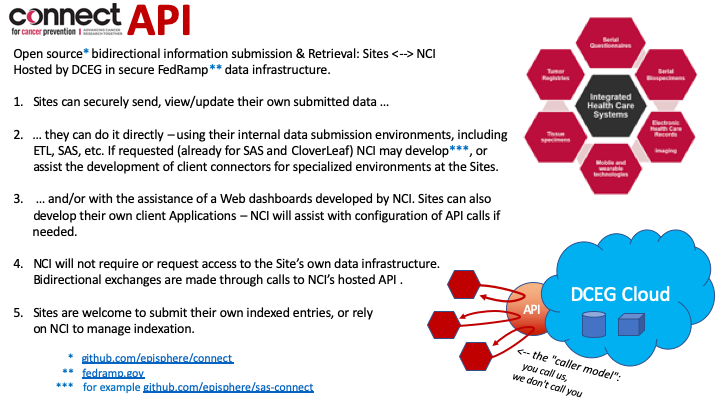 connect API
for cancer prevention | ADVANCING CANCER
RESEARCH TOGETHER
Open source* bidirectional information submission & Retrieval: Sites <--> NCI
Hosted by DCEG in secure FedRamp** data infrastructure.
1. Sites can securely send, view/update their own submitted data ...
2. ... they can do it directly – using their internal data submission environments, including
ETL, SAS, etc. If requested (already for SAS and CloverLeaf) NCI may develop***, or
assist the development of client connectors for specialized environments at the Sites.
3. ... and/or with the assistance of a Web dashboards developed by NCI. Sites can also
develop their own client Applications – NCI will assist with configuration of API calls if
needed.
4. NCI will not require or request access to the Site's own data infrastructure.
Bidirectional exchanges are made through calls to NCI's hosted API .
5. Sites are welcome to submit their own indexed entries, or rely
on NCI to manage indexation.
* github.com/episphere/connect
** fedramp.gov
*** for example github.com/episphere/sas-connect
Serial
Questionnaires
Tumor
Registries
Serial
Biospecimens
Integrated
Health Care
Systems
Tissue
specimens
Electronic
Health Care
Records
Imaging
Mobile and
wearable
technologies
DCEG Cloud
API
<-- the "caller model":
you call us,
we don't call you